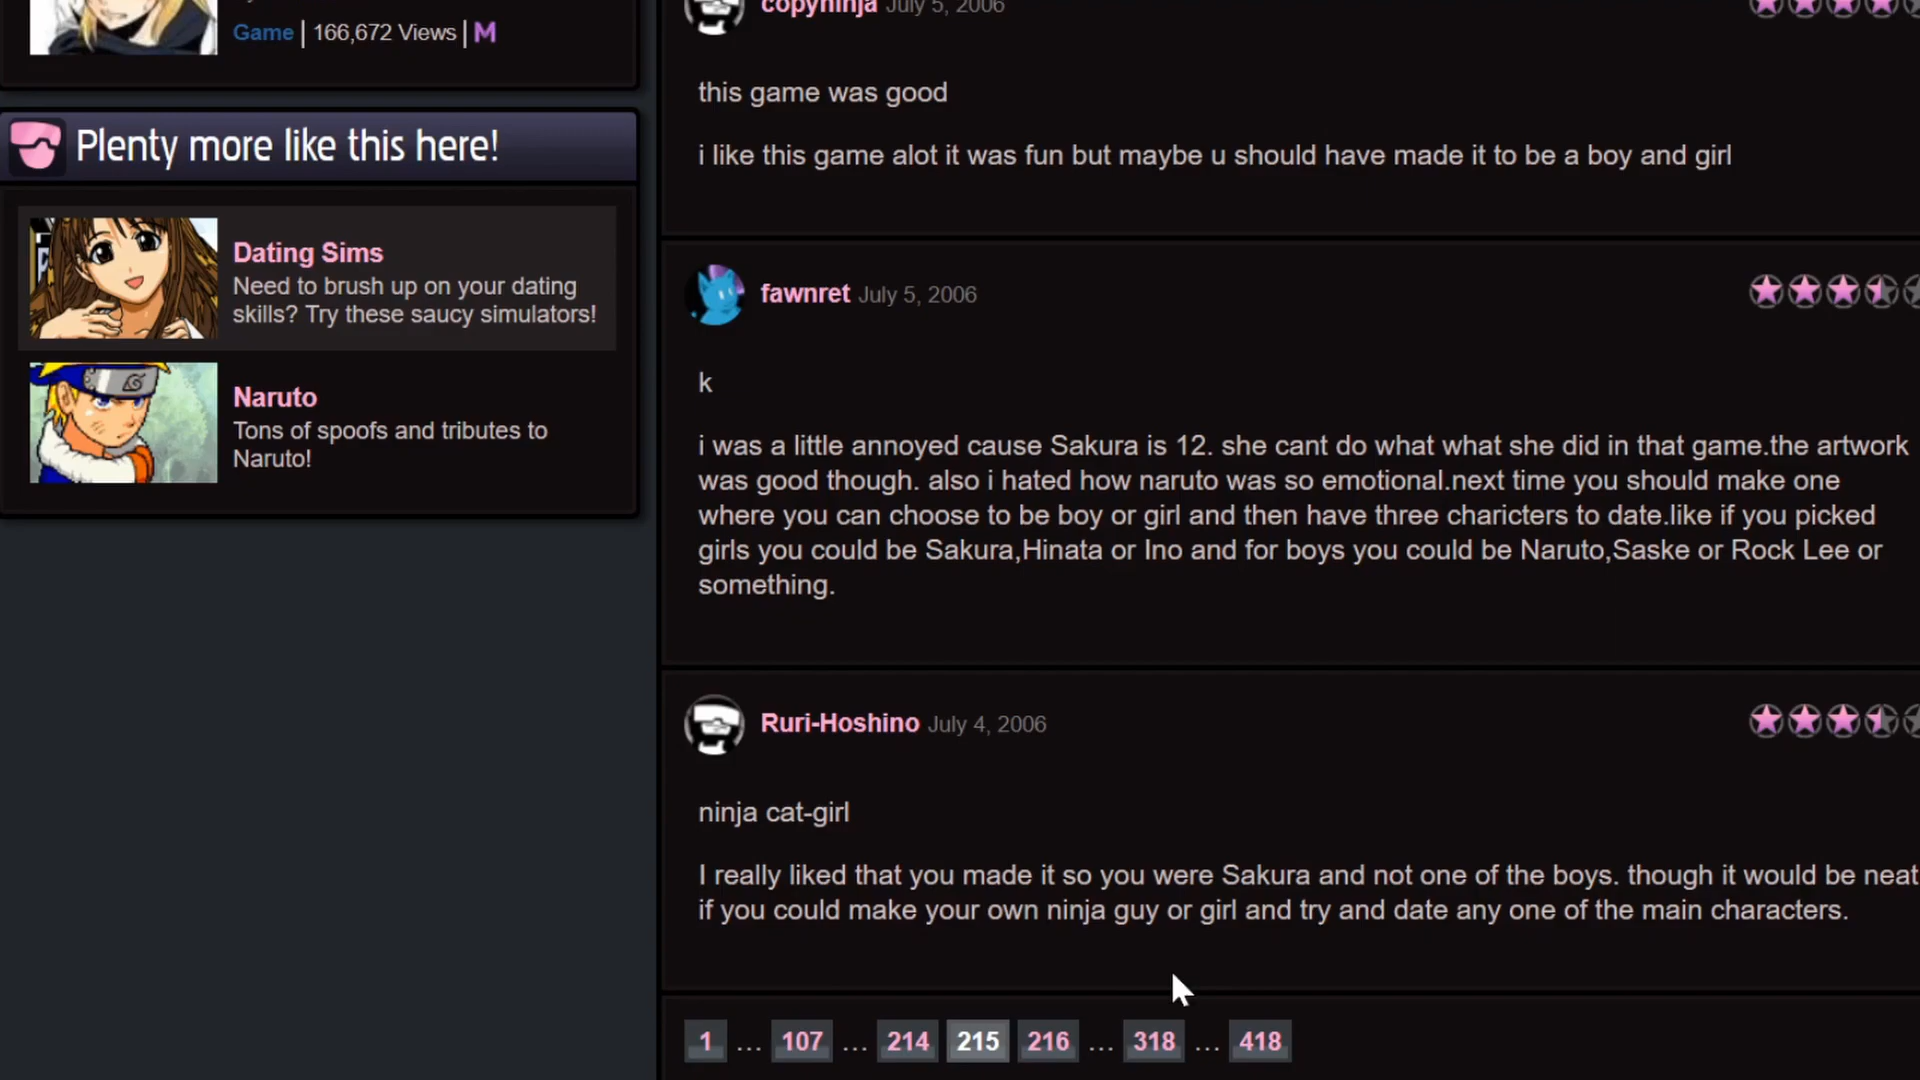 Game | 166,672 Views | M
Plenty more like this here!
Dating Sims
Need to brush up on your dating
skills? Try these saucy simulators!
Naruto
Tons of spoofs and tributes to
Naruto!
copyninja July 5, 2006
this game was good
i like this game alot it was fun but maybe u should have made it to be a boy and girl
fawnret July 5, 2006
k
i was a little annoyed cause Sakura is 12. she cant do what what she did in that game.the artwork
was good though. also i hated how naruto was so emotional.next time you should make one
where you can choose to be boy or girl and then have three charicters to date.like if you picked
girls you could be Sakura,Hinata or Ino and for boys you could be Naruto,Saske or Rock Lee or
something.
Ruri-Hoshino July 4, 2006
ninja cat-girl
I really liked that you made it so you were Sakura and not one of the boys. though it would be neat
if you could make your own ninja guy or girl and try and date any one of the main characters.
1 ... 107 ... 214 215 216 ... 318 ... 418